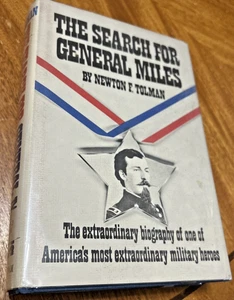 THE SEARCH FOR
GENERAL MILES
BY NEWTON F. TOLMAN
The extraordinary biography of one of
America's most extraordinary military heroes